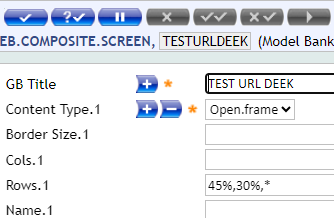 EB.COMPOSITE.SCREEN, TESTURLDEEK (Model Bank
GB Title TEST URL DEEK
Content Type.1 Open.frame
Border Size.1
Cols.1
Rows.1 45%,30%,*
Name.1